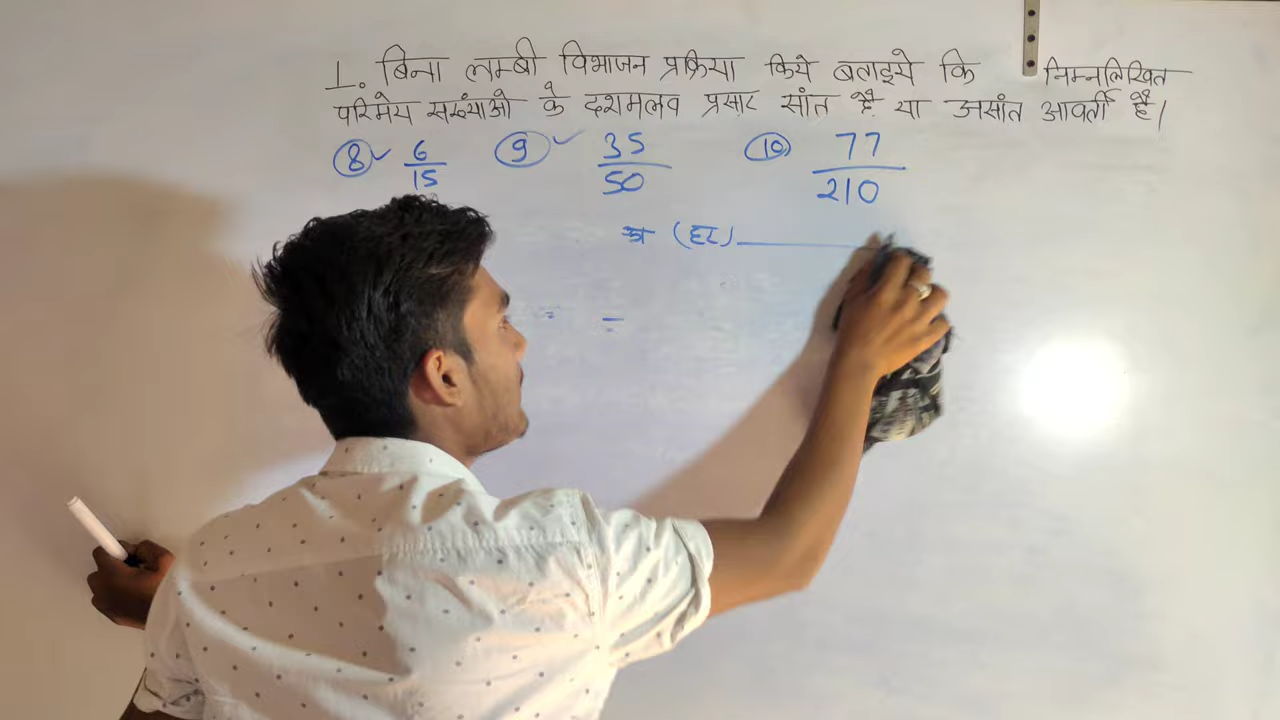 1. बिना लम्बी विभाजन प्रक्रिया किये बताइये कि निम्नलिखित
परिमेय संख्याओ के दशमलव प्रसार सांत है या असांत आवर्ती है।
8 ✓ 6/15 9 ✓ 35/50 10 77/210
(हर)
= =